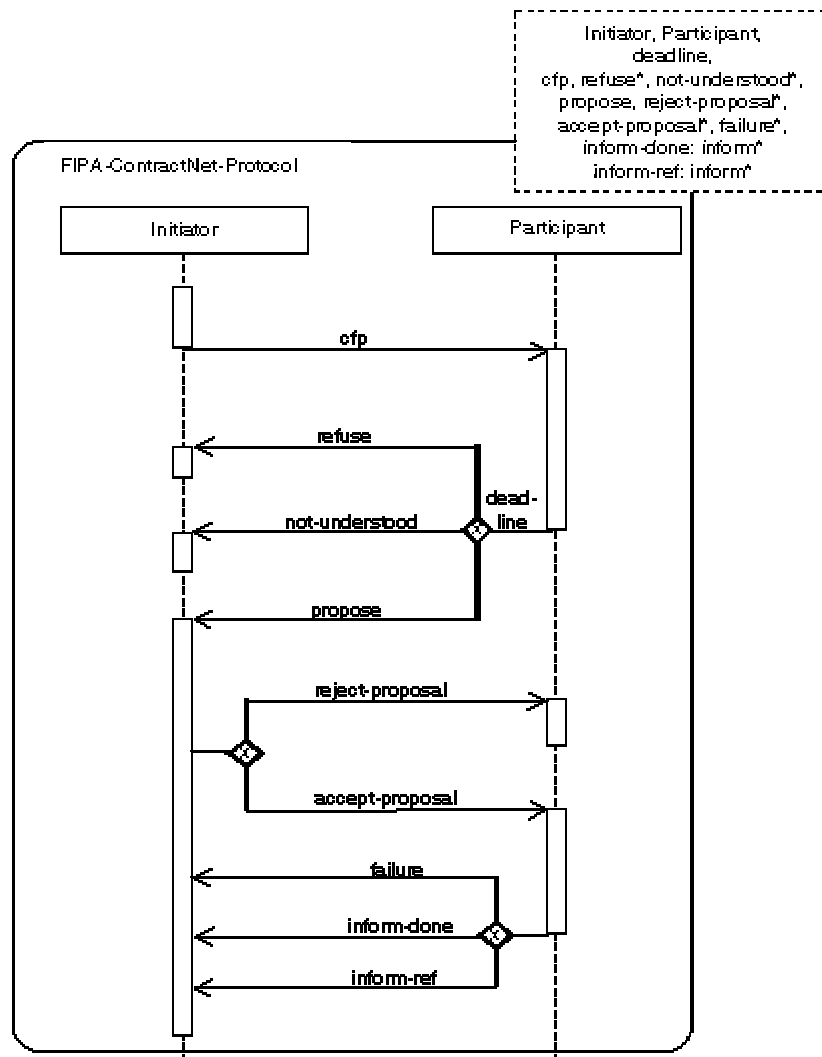 Initiator, Participant,
deadline,
cfp, refuse*, not-understood*,
propose, reject-proposal*,
accept-proposal*, failure*,
inform-done: inform*
inform-ref: inform*
FIPA-ContractNet-Protocol
Initiator
Participant
cfp
refuse
dead-
line
not-understood
x
propose
reject-proposal
x
accept-proposal
failure
inform-done
x
inform-ref